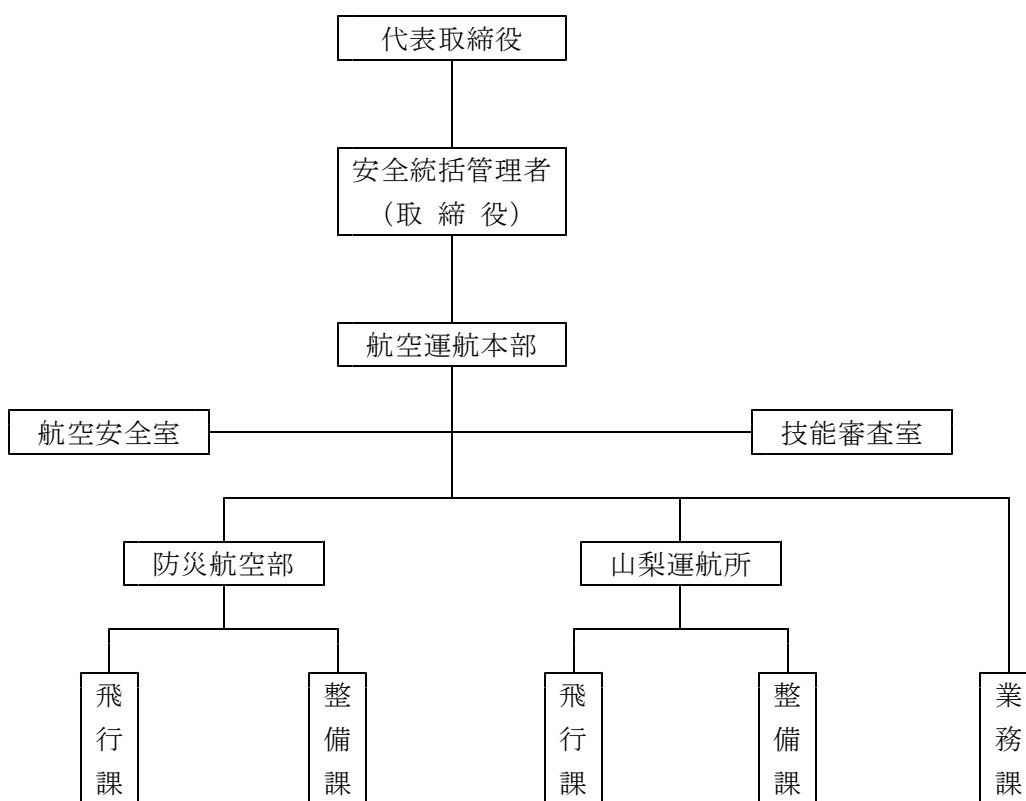 代表取締役
安全統括管理者
（取 締 役）
航空運航本部
航空安全室
技能審査室
防災航空部
山梨運航所
飛行課
整備課
飛行課
整備課
業務課